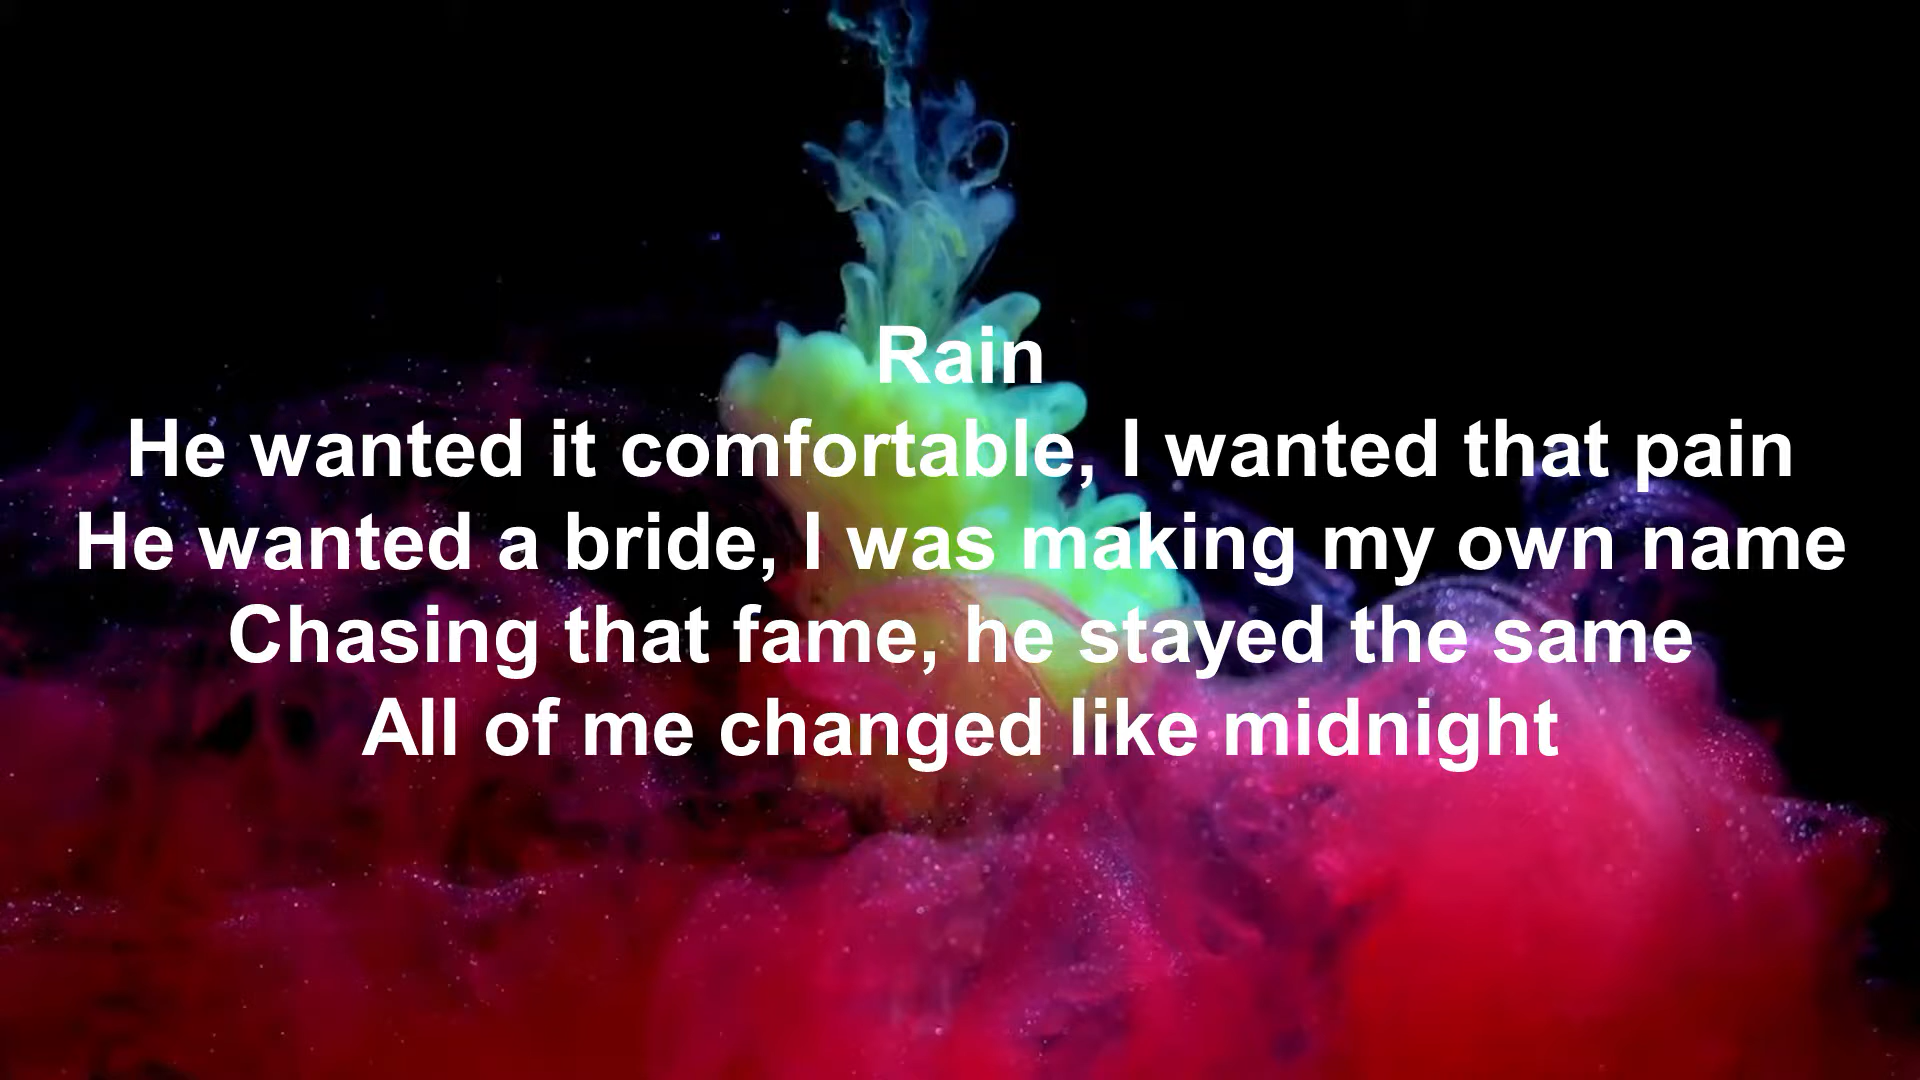 Rain
He wanted it comfortable, I wanted that pain
He wanted a bride, I was making my own name
Chasing that fame, he stayed the same
All of me changed like midnight